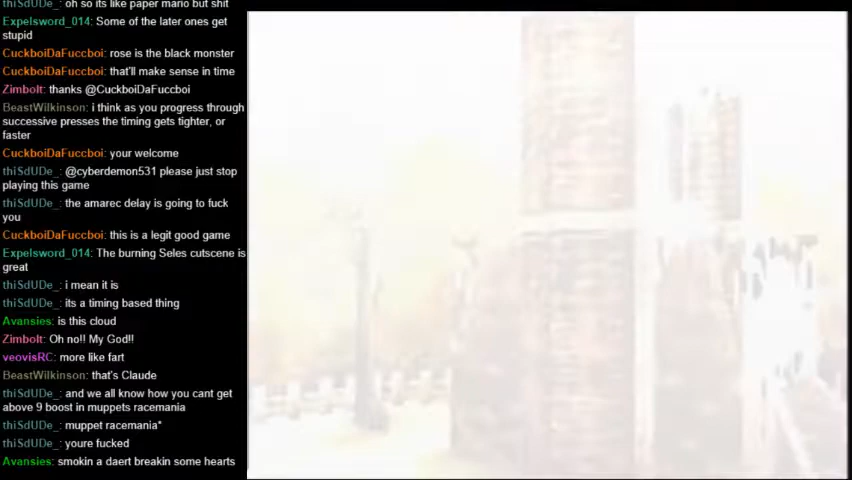 thiSdUDe_: oh so its like paper mario but shit
Expelsword_014: Some of the later ones get
stupid
CuckboiDaFuccboi: rose is the black monster
CuckboiDaFuccboi: that'll make sense in time
Zimbolt: thanks @CuckboiDaFuccboi
BeastWilkinson: i think as you progress through
successive presses the timing gets tighter, or
faster
CuckboiDaFuccboi: your welcome
thiSdUDe_: @cyberdemon531 please just stop
playing this game
thiSdUDe_: the amarec delay is going to fuck
you
CuckboiDaFuccboi: this is a legit good game
Expelsword_014: The burning Seles cutscene is
great
thiSdUDe_: i mean it is
thiSdUDe_: its a timing based thing
Avansies: is this cloud
Zimbolt: Oh no!! My God!!
veovisRC: more like fart
BeastWilkinson: that's Claude
thiSdUDe_: and we all know how you cant get
above 9 boost in muppets racemania
thiSdUDe_: muppet racemania*
thiSdUDe_: youre fucked
Avansies: smokin a daert breakin some hearts